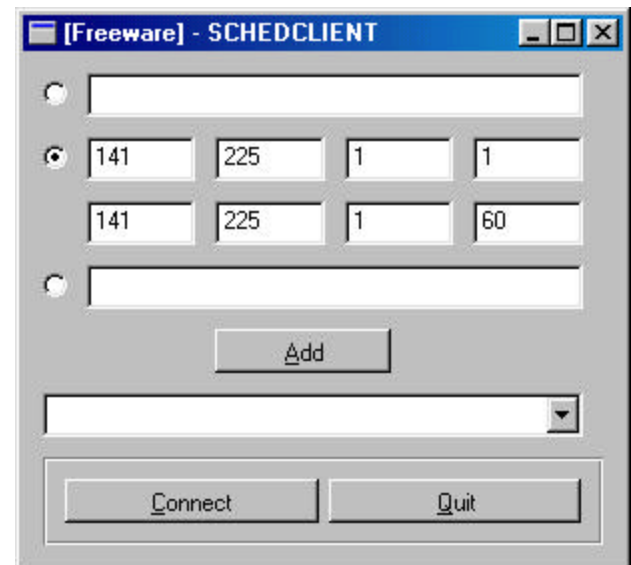 [Freeware] - SCHEDCLIENT
141 225 1 1
141 225 1 60
Add
Connect Quit